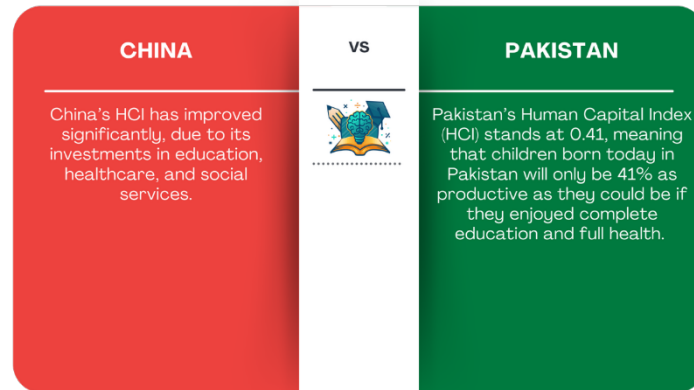 CHINA
China's HCI has improved
significantly, due to its
investments in education,
healthcare, and social
services.
VS
PAKISTAN
Pakistan's Human Capital Index
(HCI) stands at 0.41, meaning
that children born today in
Pakistan will only be 41% as
productive as they could be if
they enjoyed complete
education and full health.